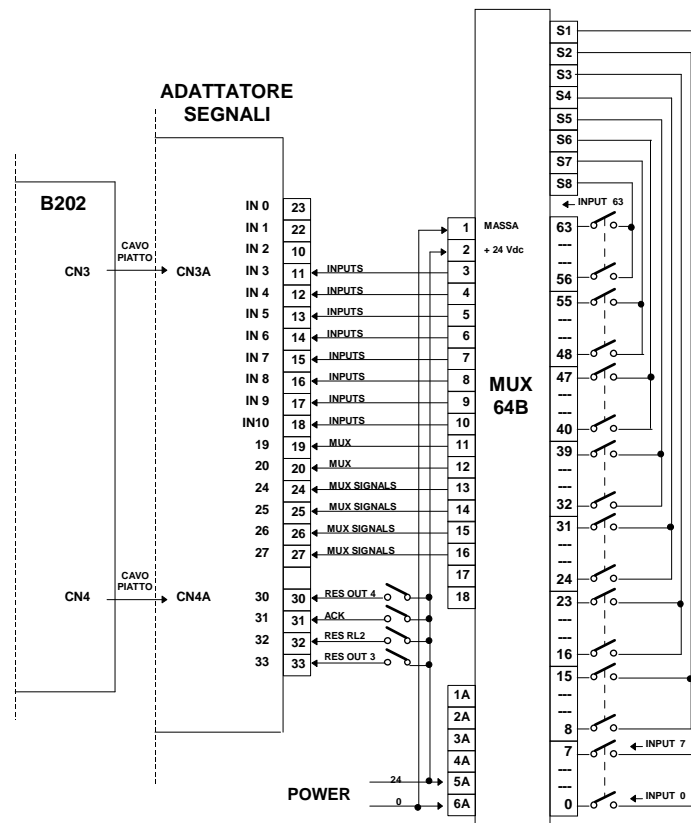 ADATTATORE
SEGNALI
B202
CN3
CAVO
PIATTO
CN3A
CN4
CAVO
PIATTO
CN4A
IN 0 23
IN 1 22
IN 2 10
IN 3 11 INPUTS
IN 4 12 INPUTS
IN 5 13 INPUTS
IN 6 14 INPUTS
IN 7 15 INPUTS
IN 8 16 INPUTS
IN 9 17 INPUTS
IN10 18 INPUTS
19 19 MUX
20 20 MUX
24 24 MUX SIGNALS
25 25 MUX SIGNALS
26 26 MUX SIGNALS
27 27 MUX SIGNALS
30 30 RES OUT 4
31 31 ACK
32 32 RES RL2
33 33 RES OUT 3
POWER
24
0
1 MASSA
2 + 24 Vdc
3
4
5
6
7
8
9
10
11
12
13
14
15
16
17
18
1A
2A
3A
4A
5A
6A
MUX
64B
S1
S2
S3
S4
S5
S6
S7
S8
INPUT 63
63
---
---
56
55
---
---
48
47
---
---
40
39
---
---
32
31
---
---
24
23
---
---
16
15
---
---
8
7 INPUT 7
---
---
0 INPUT 0